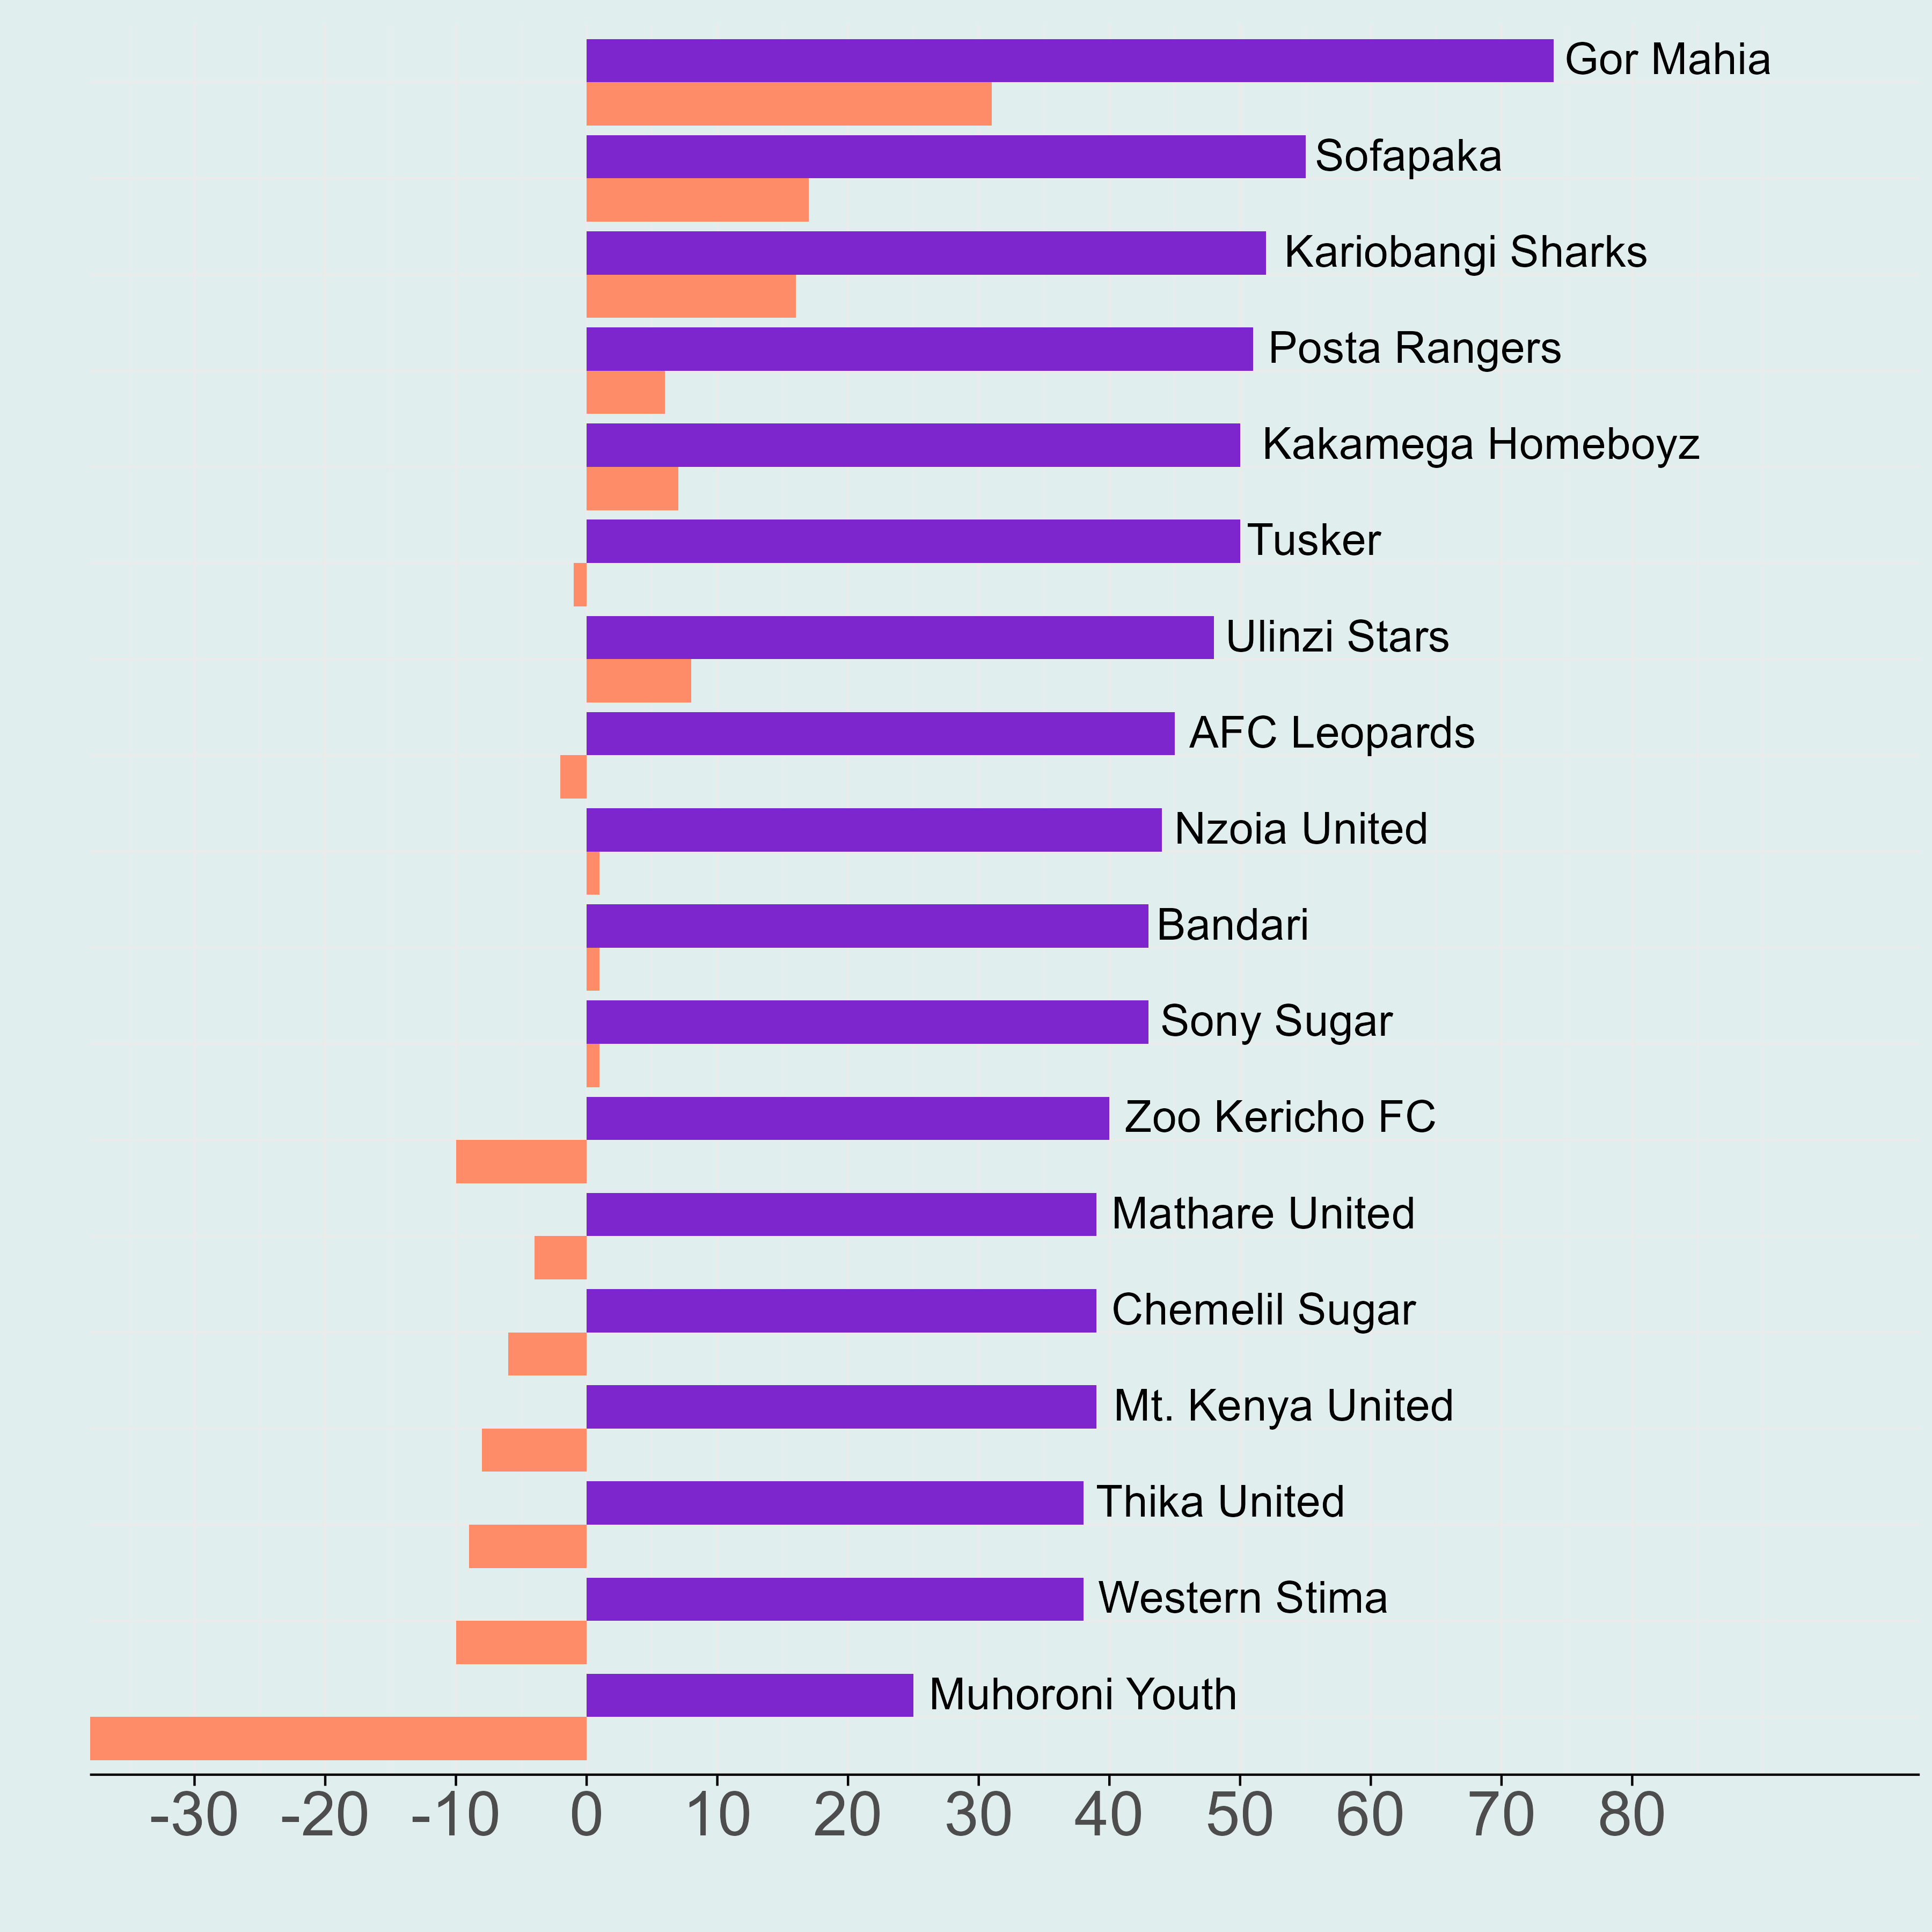 Gor Mahia
Sofapaka
Kariobangi Sharks
Posta Rangers
Kakamega Homeboyz
Tusker
Ulinzi Stars
AFC Leopards
Nzoia United
Bandari
Sony Sugar
Zoo Kericho FC
Mathare United
Chemelil Sugar
Mt. Kenya United
Thika United
Western Stima
Muhoroni Youth
-30 -20 -10 0 10 20 30 40 50 60 70 80